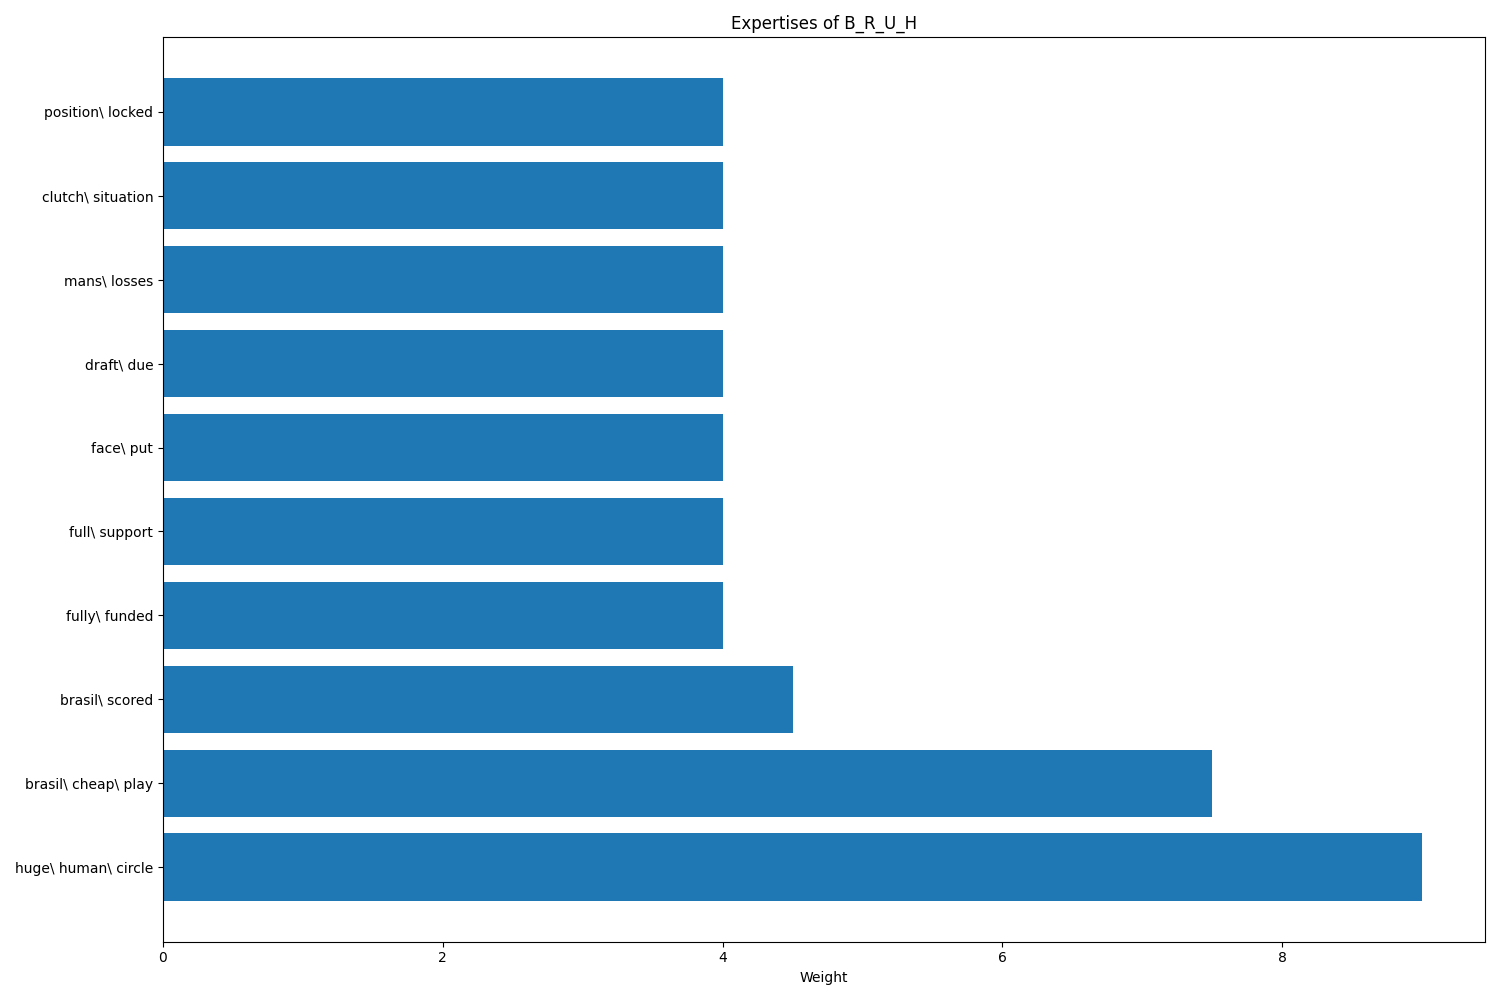 Expertises of B_R_U_H
position\ locked
clutch\ situation
mans\ losses
draft\ due
face\ put
full\ support
fully\ funded
brasil\ scored
brasil\ cheap\ play
huge\ human\ circle
0 2 4 6 8
Weight